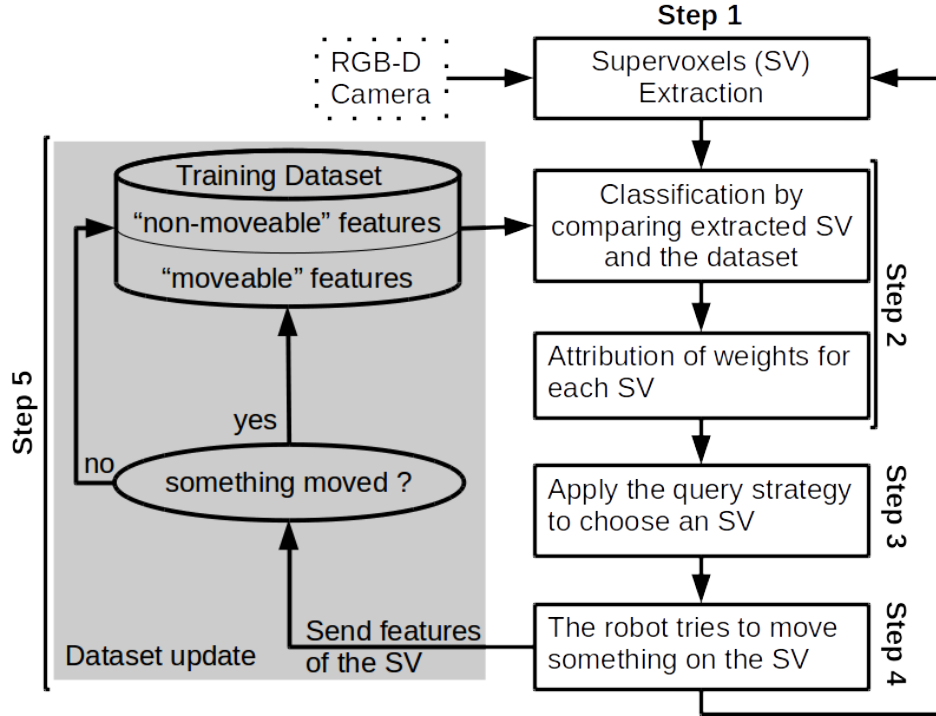 Step 1
RGB-D
Camera
Supervoxels (SV)
Extraction
Training Dataset
“non-moveable” features
“moveable” features
Classification by
comparing extracted SV
and the dataset
Attribution of weights for
each SV
Step 2
Step 5
yes
no
something moved ?
Apply the query strategy
to choose an SV
Step 3
The robot tries to move
something on the SV
Step 4
Send features
of the SV
Dataset update